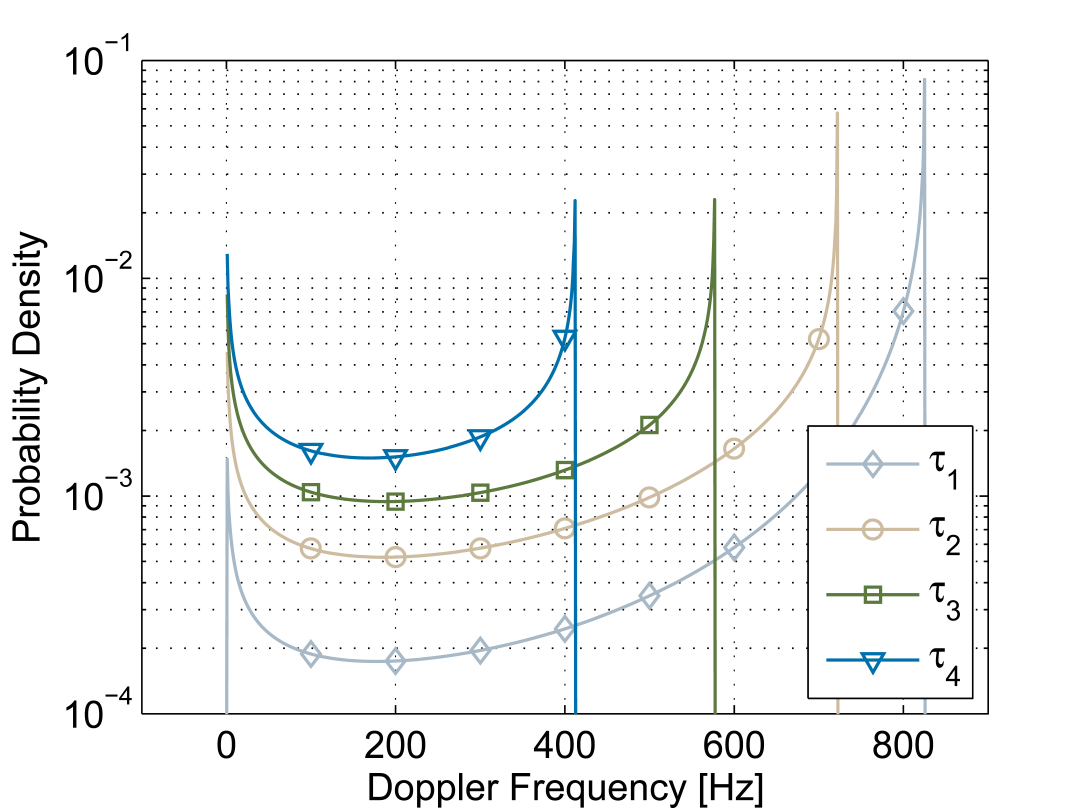 10⁻¹
10⁻²
10⁻³
10⁻⁴
Probability Density
0 200 400 600 800
Doppler Frequency [Hz]
τ₁
τ₂
τ₃
τ₄